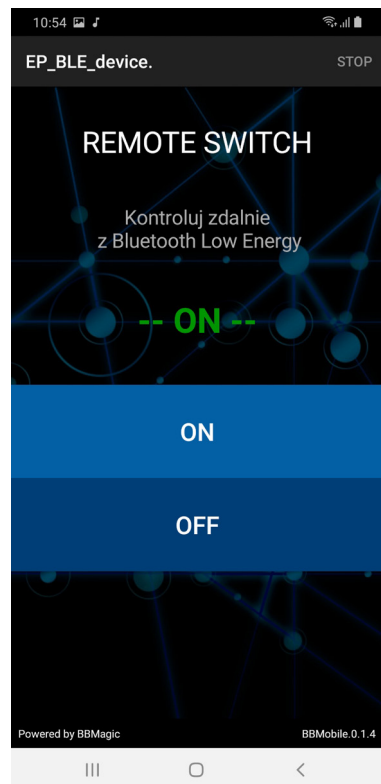 10:54
EP_BLE_device.
STOP
REMOTE SWITCH
Kontroluj zdalnie
z Bluetooth Low Energy
-- ON --
ON
OFF
Powered by BBMagic
BBMobile.0.1.4